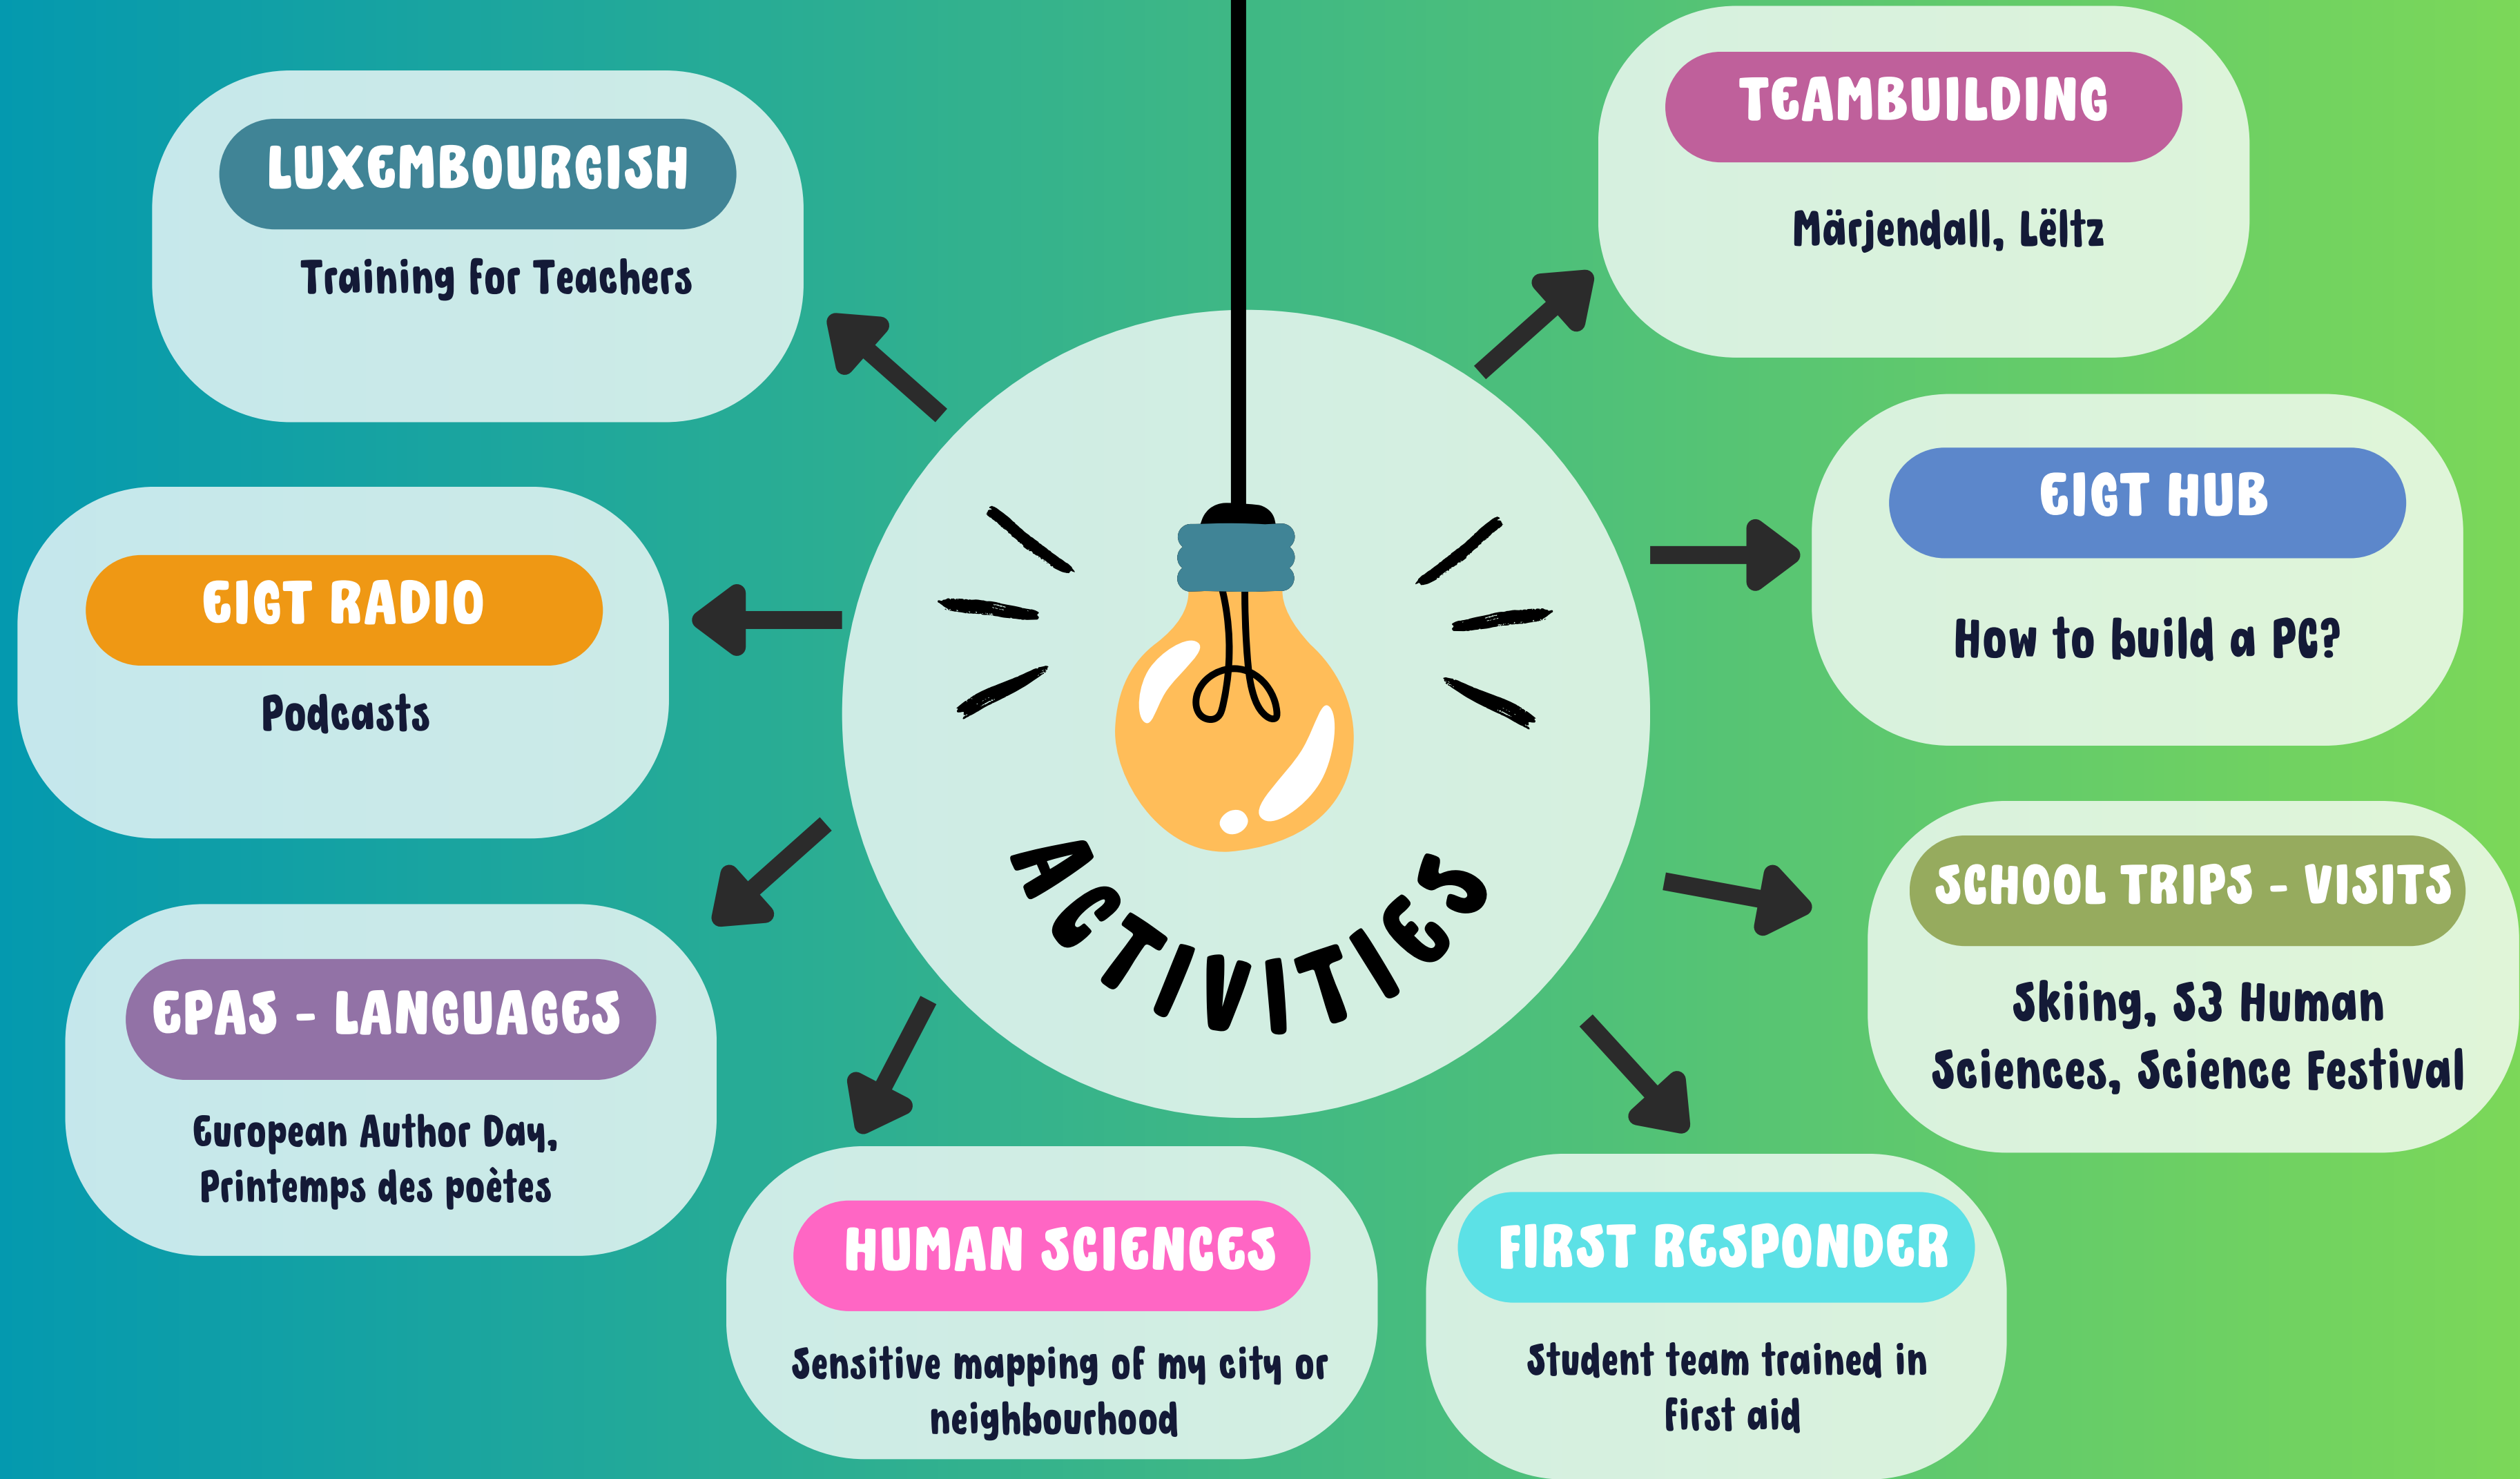 LUXEMBOURGISH
Training for Teachers
TEAMBUILDING
Märjendall, Lëltz
EIGT RADIO
Podcasts
EIGT HUB
How to build a PC?
ACTIVITIES
EPAS - LANGUAGES
European Author Day,
Printemps des poètes
SCHOOL TRIPS - VISITS
Skiing, S3 Human
Sciences, Science Festival
HUMAN SCIENCES
Sensitive mapping of my city or
neighbourhood
FIRST RESPONDER
Student team trained in
First aid